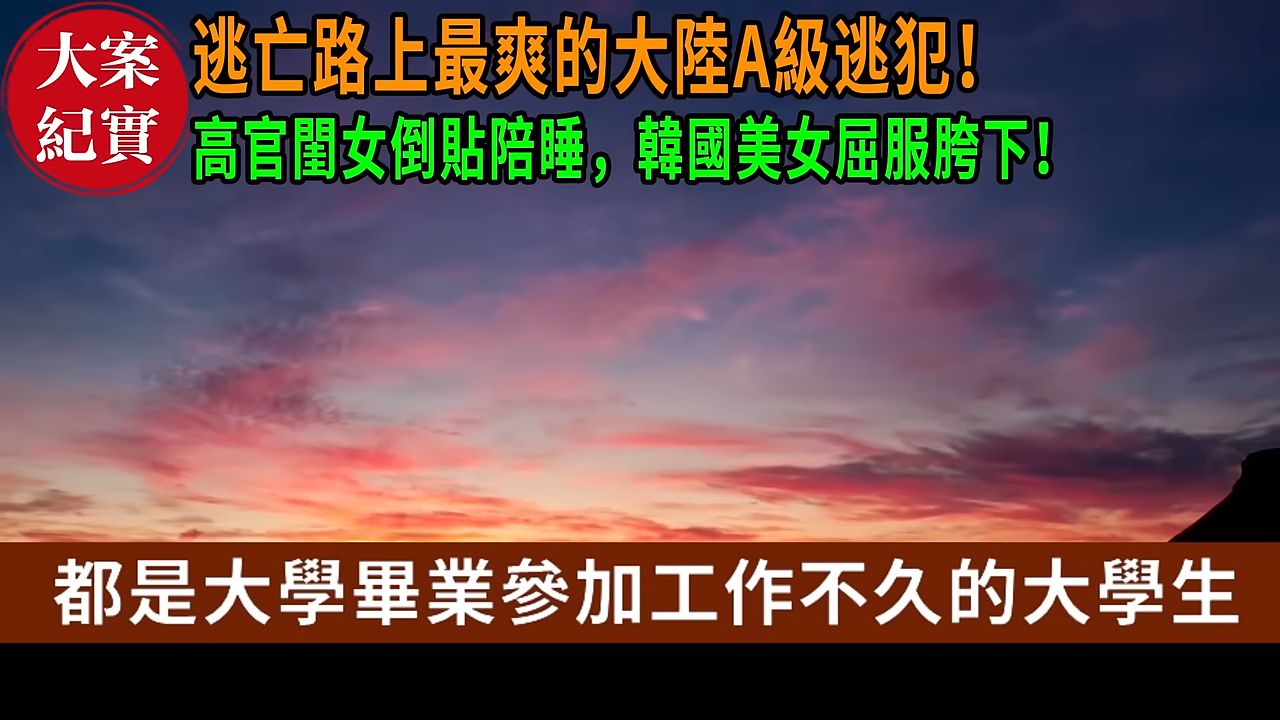 大案
紀實
逃亡路上最爽的大陸A級逃犯！
高官閨女倒貼陪睡，韓國美女屈服胯下！
都是大學畢業參加工作不久的大學生